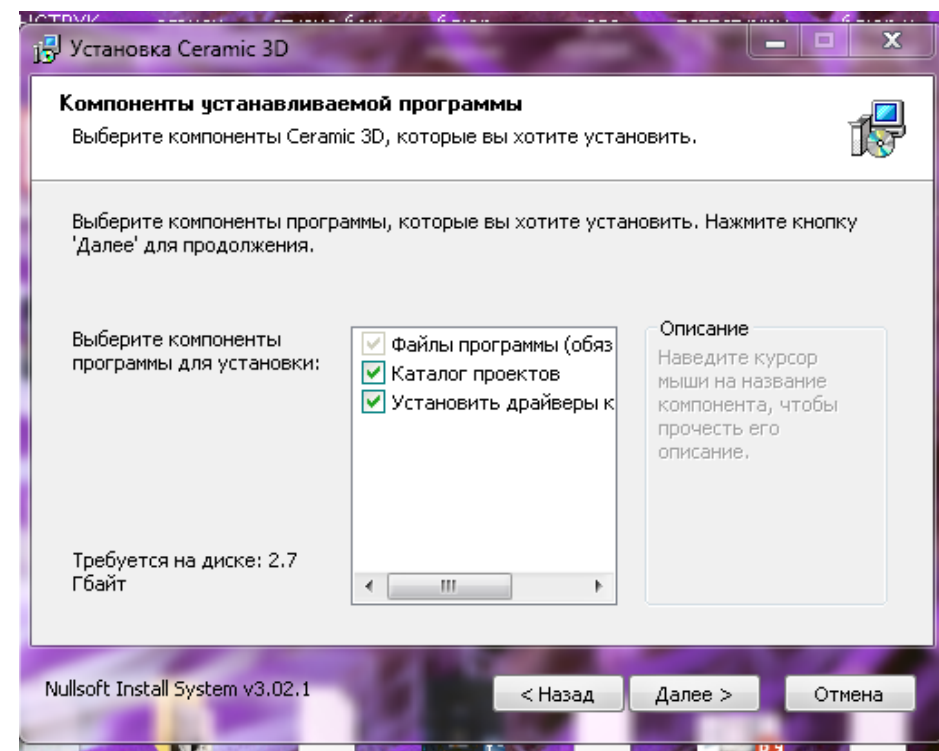 Установка Ceramic 3D
Компоненты устанавливаемой программы
Выберите компоненты Ceramic 3D, которые вы хотите установить.
Выберите компоненты программы, которые вы хотите установить. Нажмите кнопку
'Далее' для продолжения.
Выберите компоненты
программы для установки:
Файлы программы (обяз
Каталог проектов
Установить драйверы к
Описание
Наведите курсор
мыши на название
компонента, чтобы
прочесть его
описание.
Требуется на диске: 2.7
Гбайт
Nullsoft Install System v3.02.1
< Назад
Далее >
Отмена